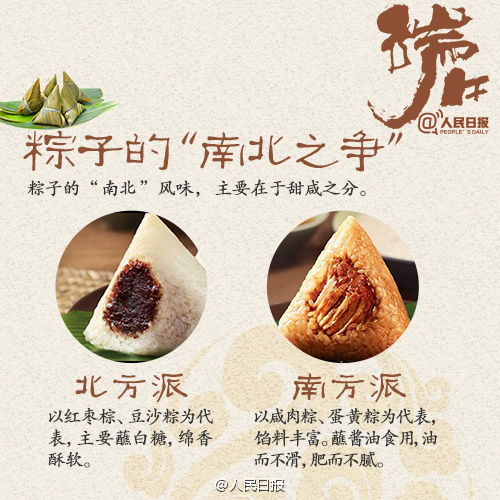 端午
@人民日报
PEOPLE'S DAILY
粽子的“南北之争”
粽子的“南北”风味，主要在于甜咸之分。
北方派
以红枣棕、豆沙粽为代
表，主要蘸白糖，绵香
酥软。
南方派
以咸肉粽、蛋黄粽为代表，
馅料丰富。蘸酱油食用，油
而不滑，肥而不腻。
@人民日报